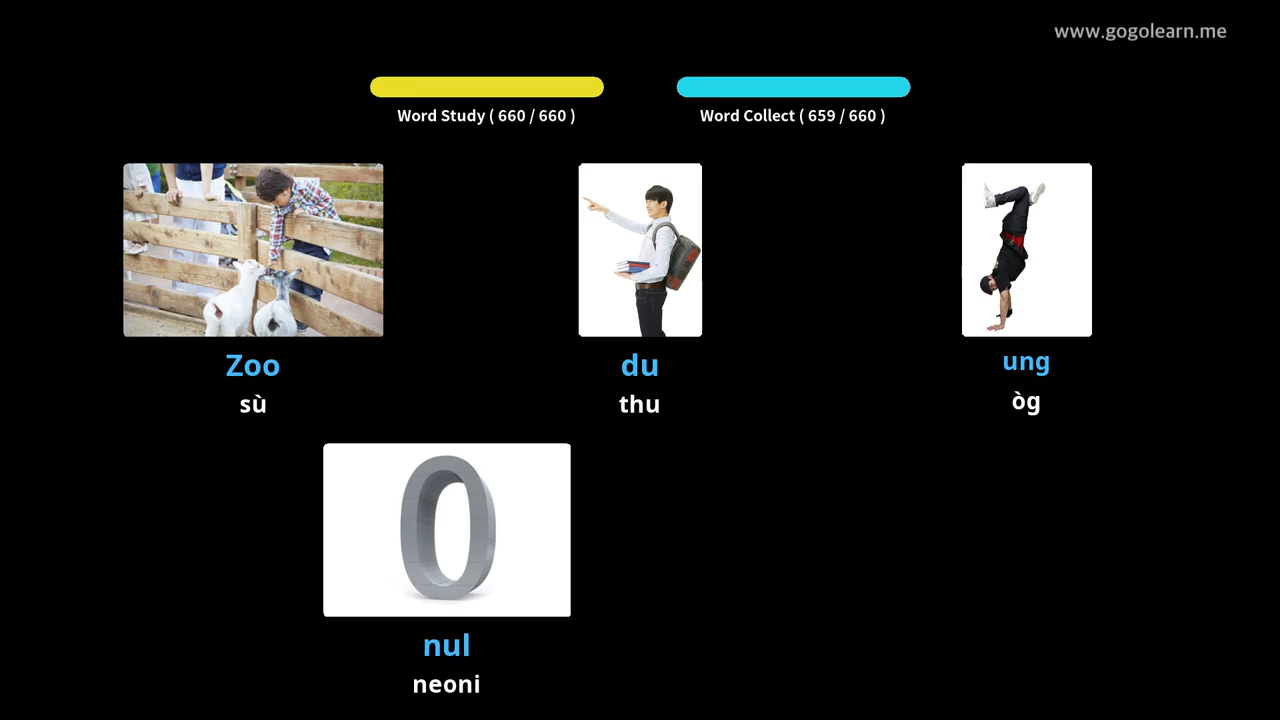 www.gogolearn.me
Word Study ( 660 / 660 )
Word Collect ( 659 / 660 )
Zoo
sù
du
thu
ung
òg
nul
neoni